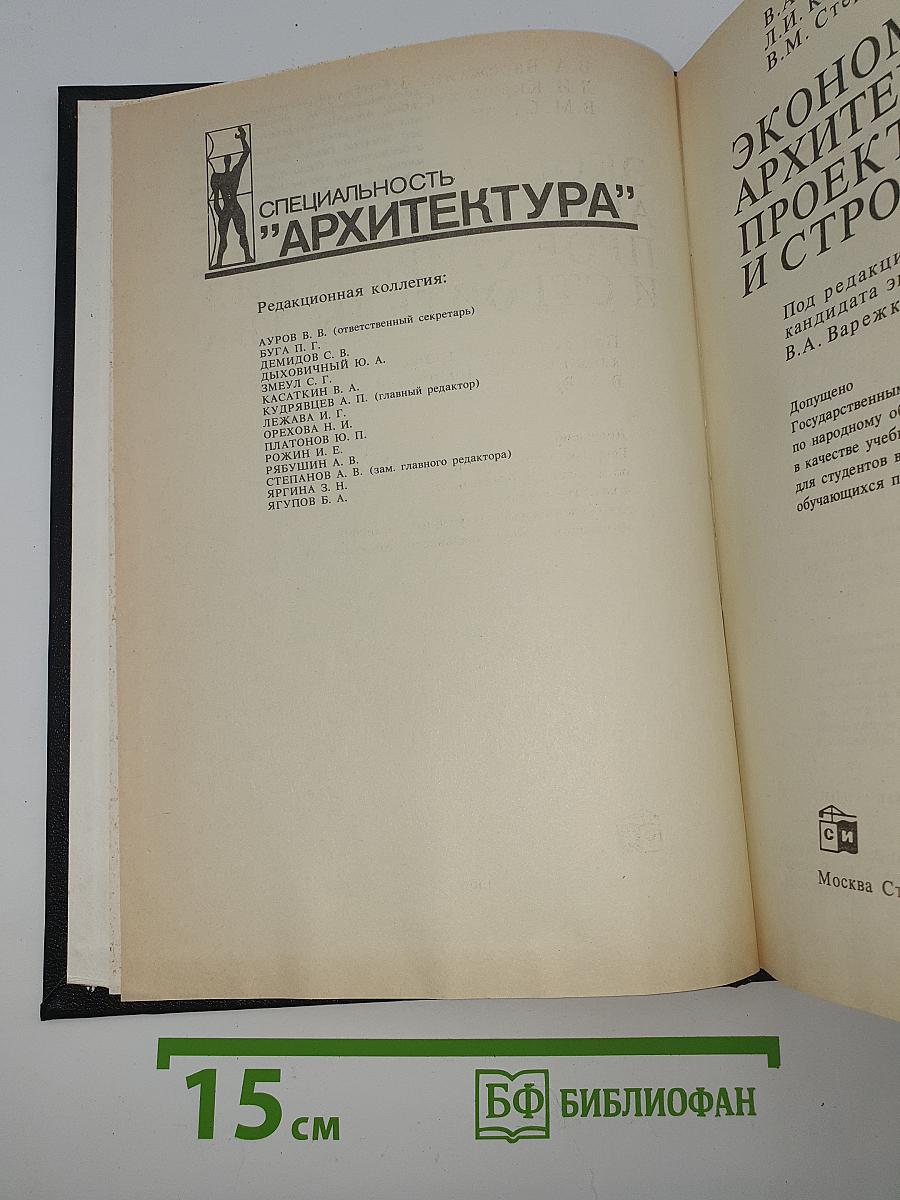 СПЕЦИАЛЬНОСТЬ
"АРХИТЕКТУРА"
Редакционная коллегия:
АУРОВ В. В. (ответственный секретарь)
БУГА П. Г.
ДЕМИДОВ С. В.
ДЫХОВИЧНЫЙ Ю. А.
ЗМЕУЛ С. Г.
КАСАТКИН В. А.
КУДРЯВЦЕВ А. П. (главный редактор)
ЛЕЖАВА И. Г.
ОРЕХОВА Н. И.
ПЛАТОНОВ Ю. П.
РОЖИН И. Е.
РЯБУШИН А. В.
СТЕПАНОВ А. В. (зам. главного редактора)
ЯРГИНА З. Н.
ЯГУПОВ Б. А.
В.А
Л.И. К
В.М. Сте
ЭКОНОМ
АРХИТЕ
ПРОЕКТ
И СТРО
Под редакци
кандидата э
В.А. Варежк
Допущено
Государственным
по народному об
в качестве учеб
для студентов в
обучающихся п
СИ
Москва Ст
15 см
БФ БИБЛИОФАН